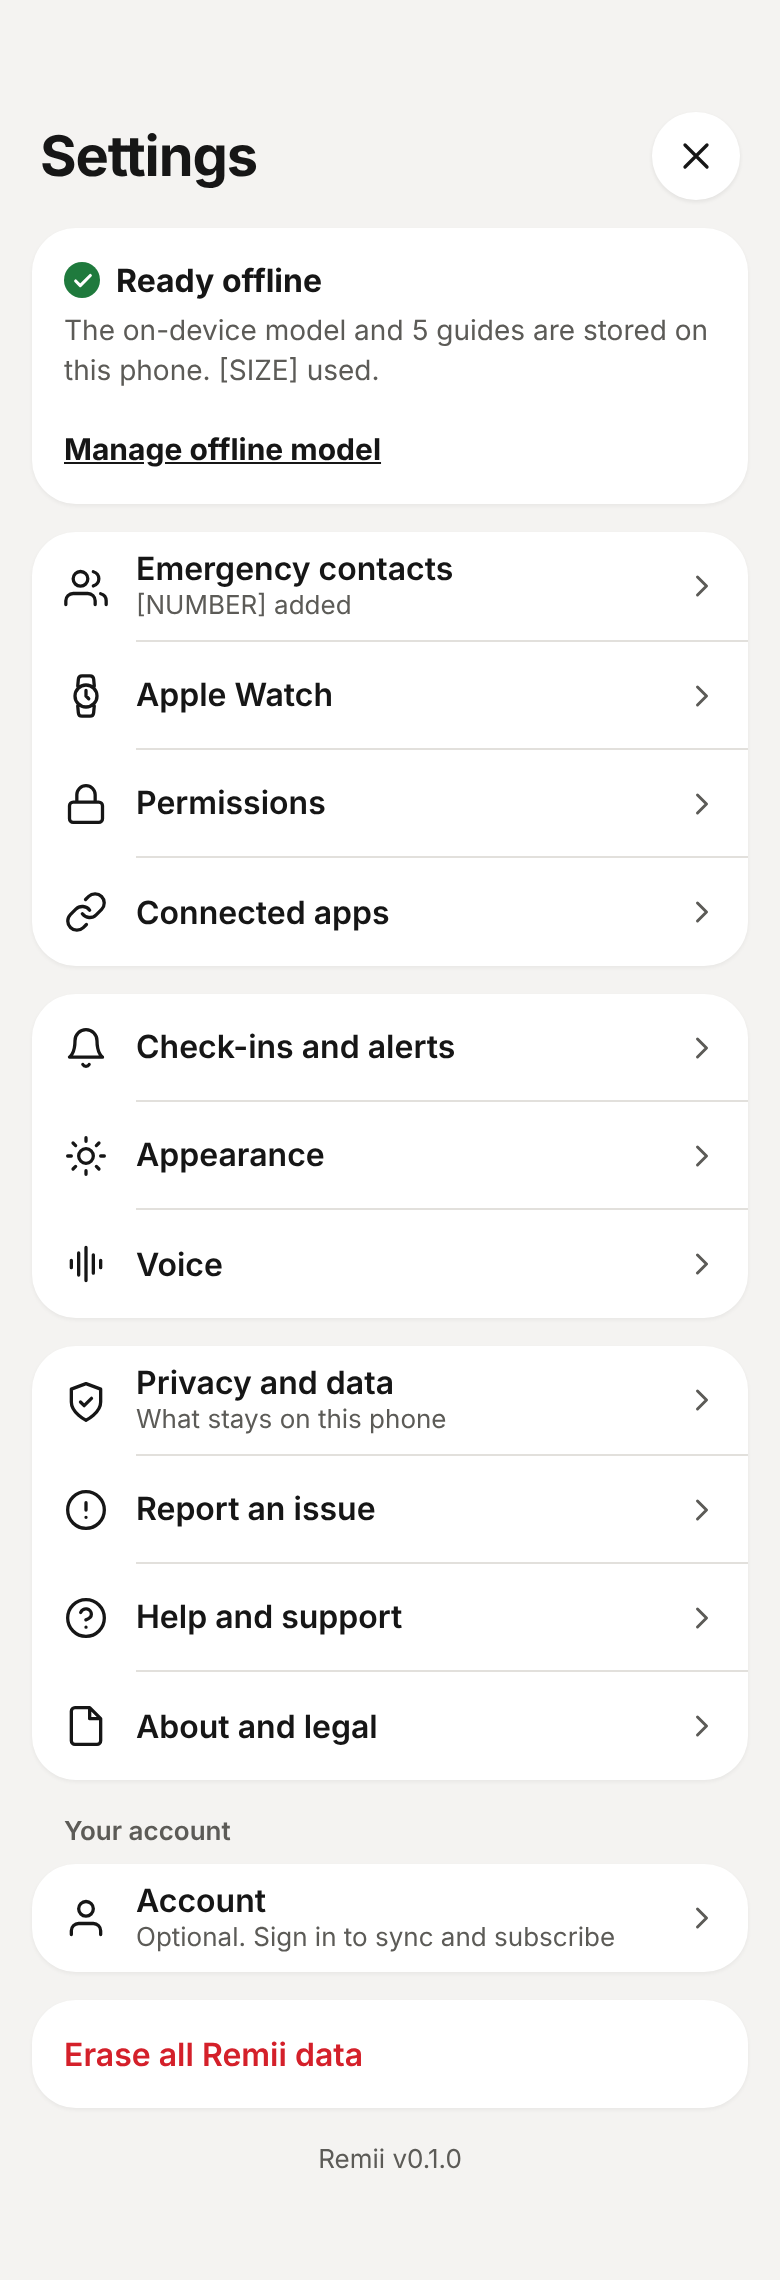 Settings
Ready offline
The on-device model and 5 guides are stored on
this phone. [SIZE] used.
Manage offline model
Emergency contacts
[NUMBER] added
Apple Watch
Permissions
Connected apps
Check-ins and alerts
Appearance
Voice
Privacy and data
What stays on this phone
Report an issue
Help and support
About and legal
Your account
Account
Optional. Sign in to sync and subscribe
Erase all Remii data
Remii v0.1.0